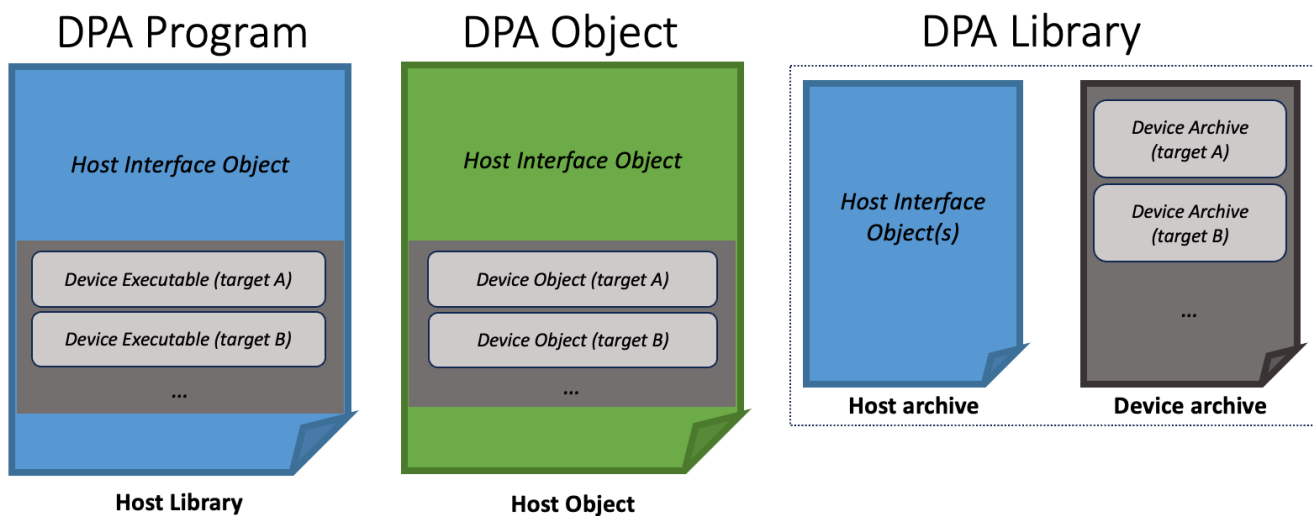 DPA Program
Host Interface Object
Device Executable (target A)
Device Executable (target B)
...
Host Library
DPA Object
Host Interface Object
Device Object (target A)
Device Object (target B)
...
Host Object
DPA Library
Host Interface
Object(s)
Host archive
Device Archive
(target A)
Device Archive
(target B)
...
Device archive